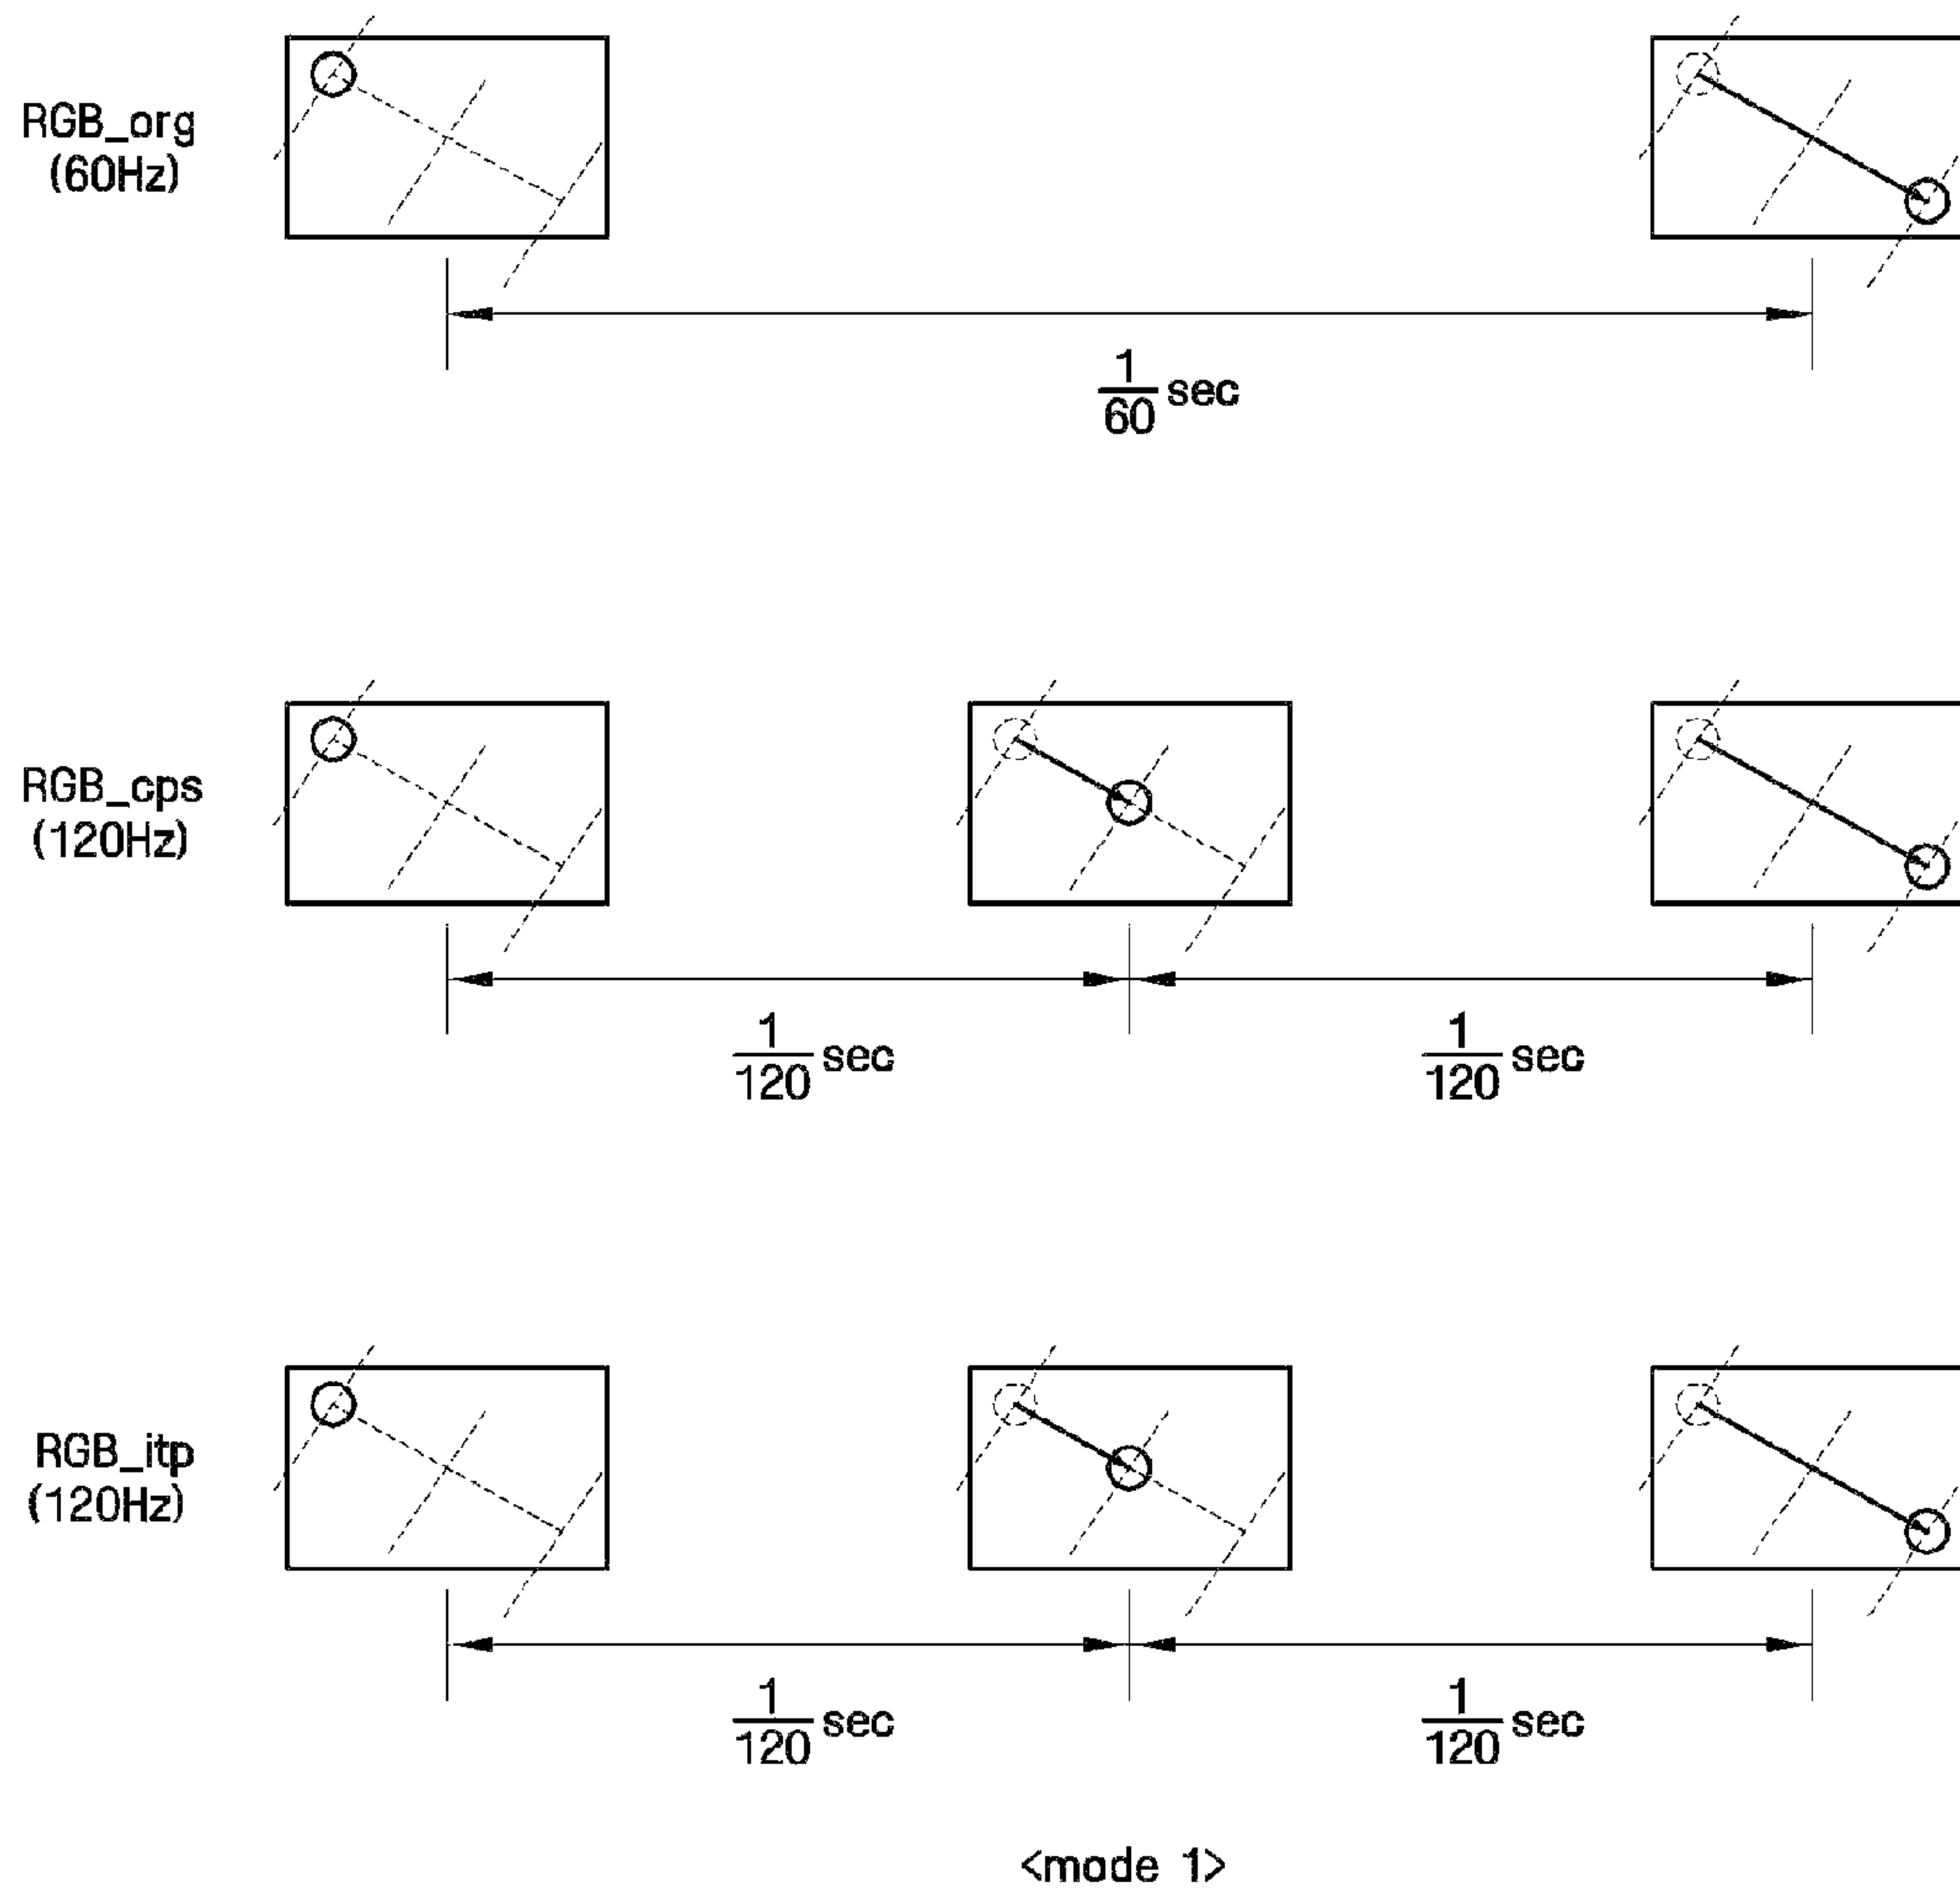 RGB_org
(60Hz)
1
60 sec
RGB_cps
(120Hz)
1
120 sec
1
120 sec
RGB_itp
(120Hz)
1
120 sec
1
120 sec
<mode 1>